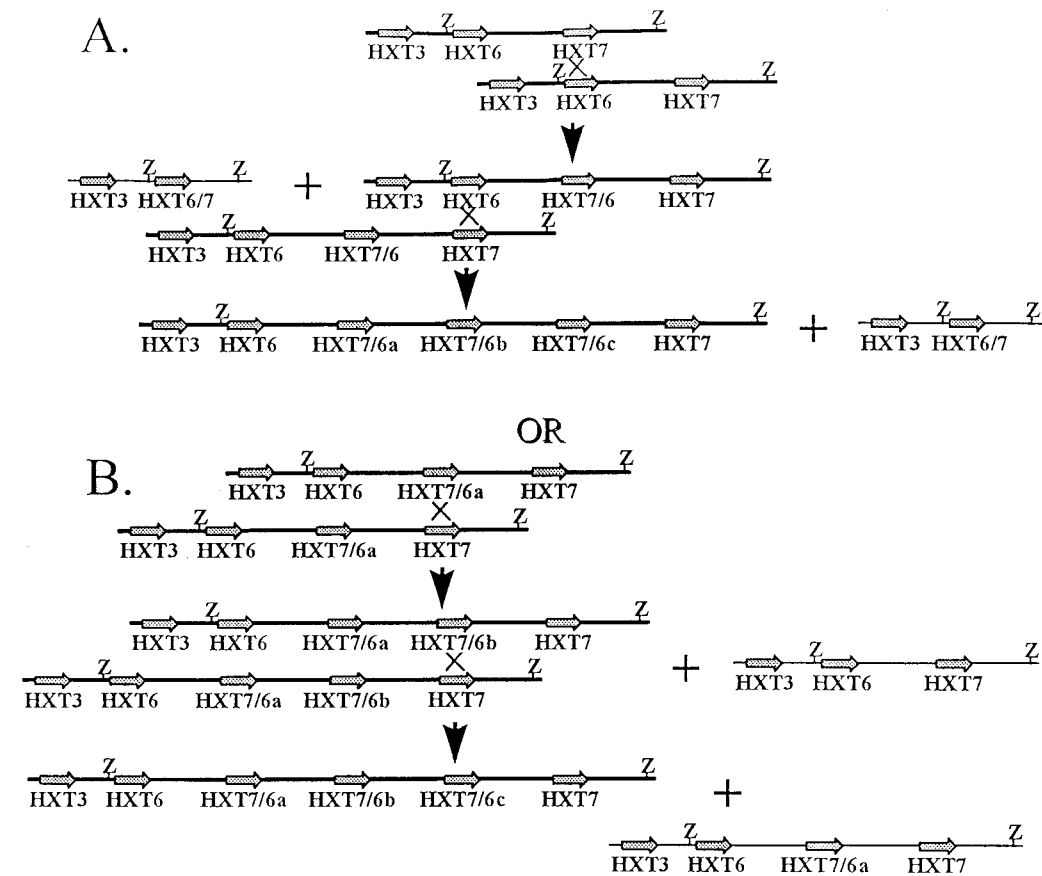 A.
Z Z
HXT3 HXT6 HXT7
Z Z
HXT3 HXT6 HXT7
Z Z + Z Z
HXT3 HXT6/7 HXT3 HXT6 HXT7/6 HXT7
Z Z
HXT3 HXT6 HXT7/6 HXT7
Z Z + Z Z
HXT3 HXT6 HXT7/6a HXT7/6b HXT7/6c HXT7 HXT3 HXT6/7
OR
B.
Z Z
HXT3 HXT6 HXT7/6a HXT7
Z Z
HXT3 HXT6 HXT7/6a HXT7
Z Z
HXT3 HXT6 HXT7/6a HXT7/6b HXT7
+ Z Z
HXT3 HXT6 HXT7
Z Z
HXT3 HXT6 HXT7/6a HXT7/6b HXT7
Z Z
HXT3 HXT6 HXT7/6a HXT7/6b HXT7/6c HXT7
+
Z Z
HXT3 HXT6 HXT7/6a HXT7